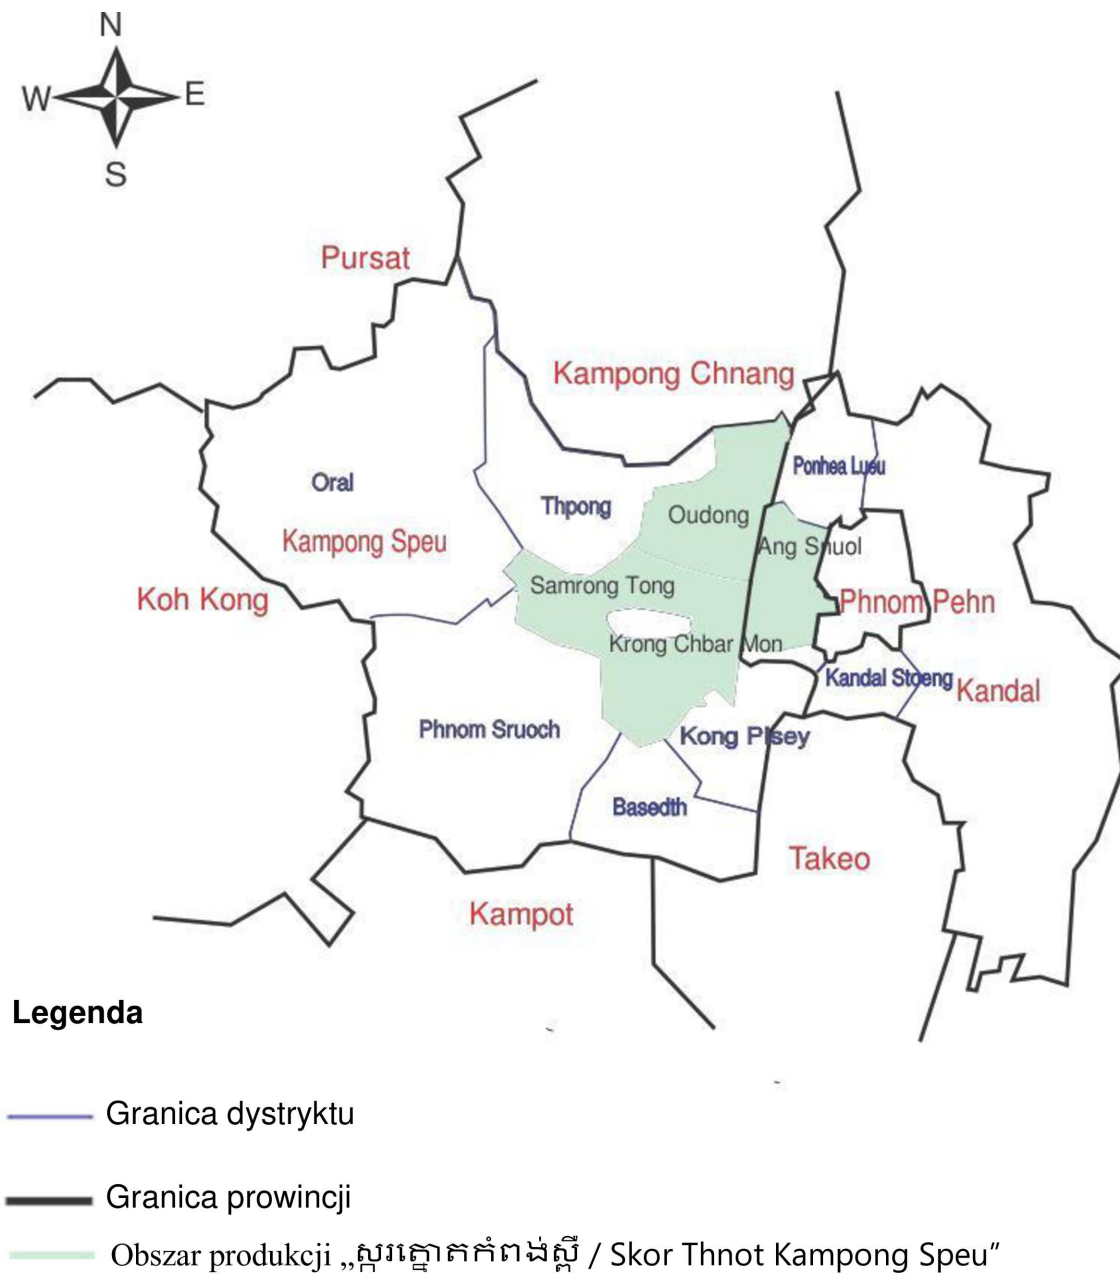 N
W E
S
Pursat
Kampong Chnang
Ponhea Lueu
Oral
Thpong
Oudong
Kampong Speu
Ang Snuol
Samrong Tong
Koh Kong
Phnom Pehn
Krong Chbar Mon
Kandal Stoeng
Kandal
Phnom Sruoch
Kong Pisey
Basedth
Takeo
Kampot
Legenda
Granica dystryktu
Granica prowincji
Obszar produkcji „ស្ករត្នោតកំពង់ស្ពឺ / Skor Thnot Kampong Speu”